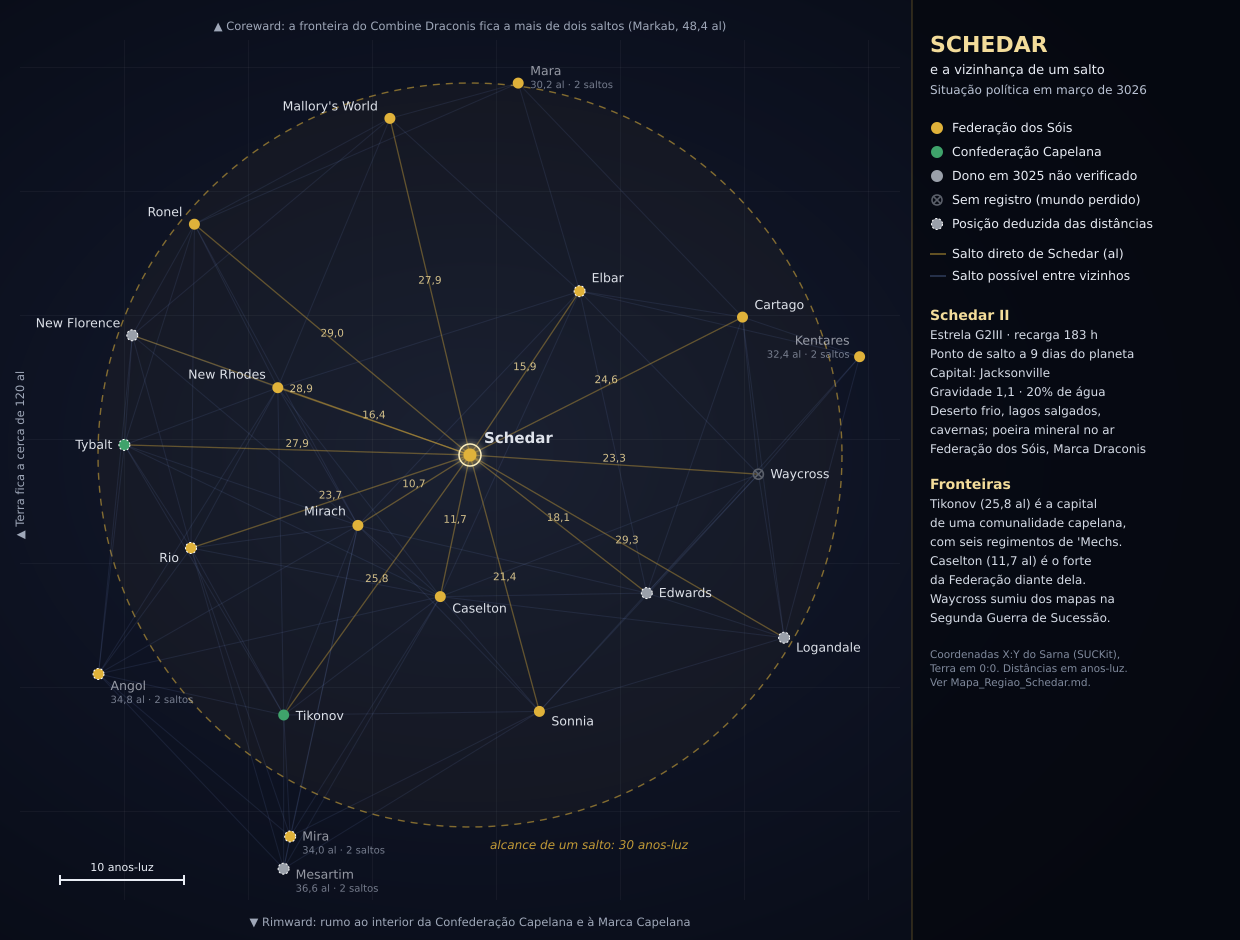 ▲ Coreward: a fronteira do Combine Draconis fica a mais de dois saltos (Markab, 48,4 al)
Mara
30,2 al · 2 saltos
Mallory's World
Ronel
27,9
Elbar
Cartago
New Florence
29,0
Kentares
32,4 al · 2 saltos
15,9
New Rhodes
28,9
24,6
16,4
Schedar
Tybalt
27,9
23,3
Waycross
◀ Terra fica a cerca de 120 al
10,7
23,7
Mirach
11,7
18,1
29,3
Rio
25,8
21,4
Edwards
Caselton
Logandale
Angol
34,8 al · 2 saltos
Tikonov
Sonnia
Mira
34,0 al · 2 saltos
alcance de um salto: 30 anos-luz
10 anos-luz
Mesartim
36,6 al · 2 saltos
▼ Rimward: rumo ao interior da Confederação Capelana e à Marca Capelana
SCHEDAR
e a vizinhança de um salto
Situação política em março de 3026
Federação dos Sóis
Confederação Capelana
Dono em 3025 não verificado
Sem registro (mundo perdido)
Posição deduzida das distâncias
Salto direto de Schedar (al)
Salto possível entre vizinhos
Schedar II
Estrela G2III · recarga 183 h
Ponto de salto a 9 dias do planeta
Capital: Jacksonville
Gravidade 1,1 · 20% de água
Deserto frio, lagos salgados,
cavernas; poeira mineral no ar
Federação dos Sóis, Marca Draconis
Fronteiras
Tikonov (25,8 al) é a capital
de uma comunalidade capelana,
com seis regimentos de 'Mechs.
Caselton (11,7 al) é o forte
da Federação diante dela.
Waycross sumiu dos mapas na
Segunda Guerra de Sucessão.
Coordenadas X:Y do Sarna (SUCKit),
Terra em 0:0. Distâncias em anos-luz.
Ver Mapa_Regiao_Schedar.md.